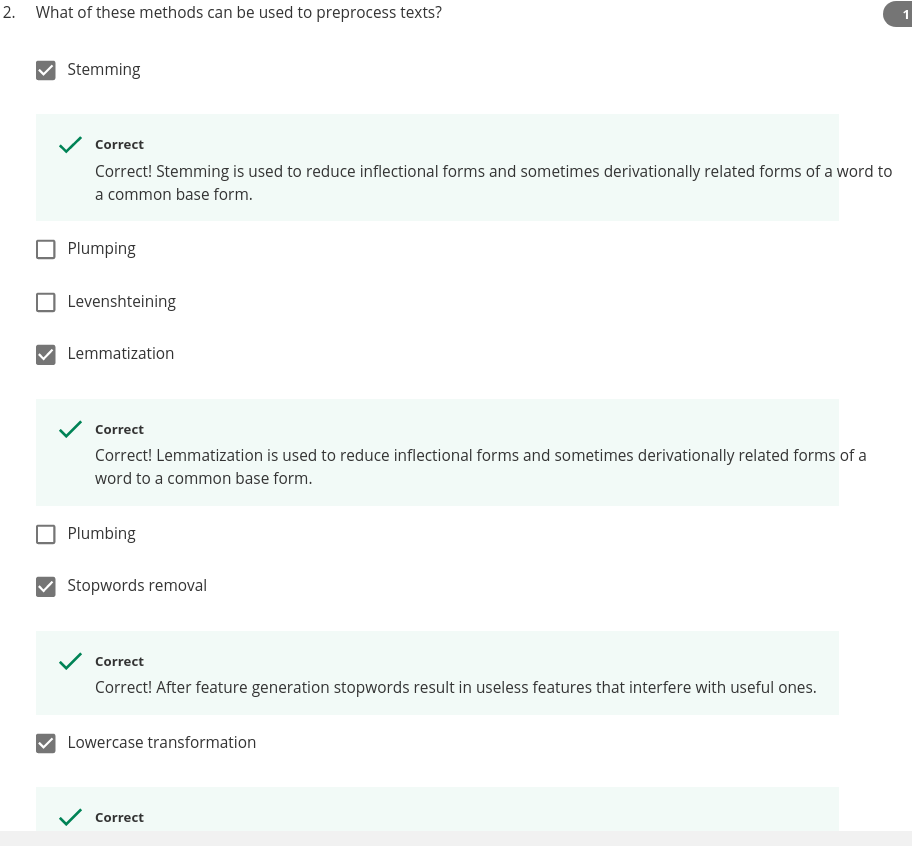 2. What of these methods can be used to preprocess texts?
1
Stemming
Correct
Correct! Stemming is used to reduce inflectional forms and sometimes derivationally related forms of a word to
a common base form.
Plumping
Levenshteining
Lemmatization
Correct
Correct! Lemmatization is used to reduce inflectional forms and sometimes derivationally related forms of a
word to a common base form.
Plumbing
Stopwords removal
Correct
Correct! After feature generation stopwords result in useless features that interfere with useful ones.
Lowercase transformation
Correct